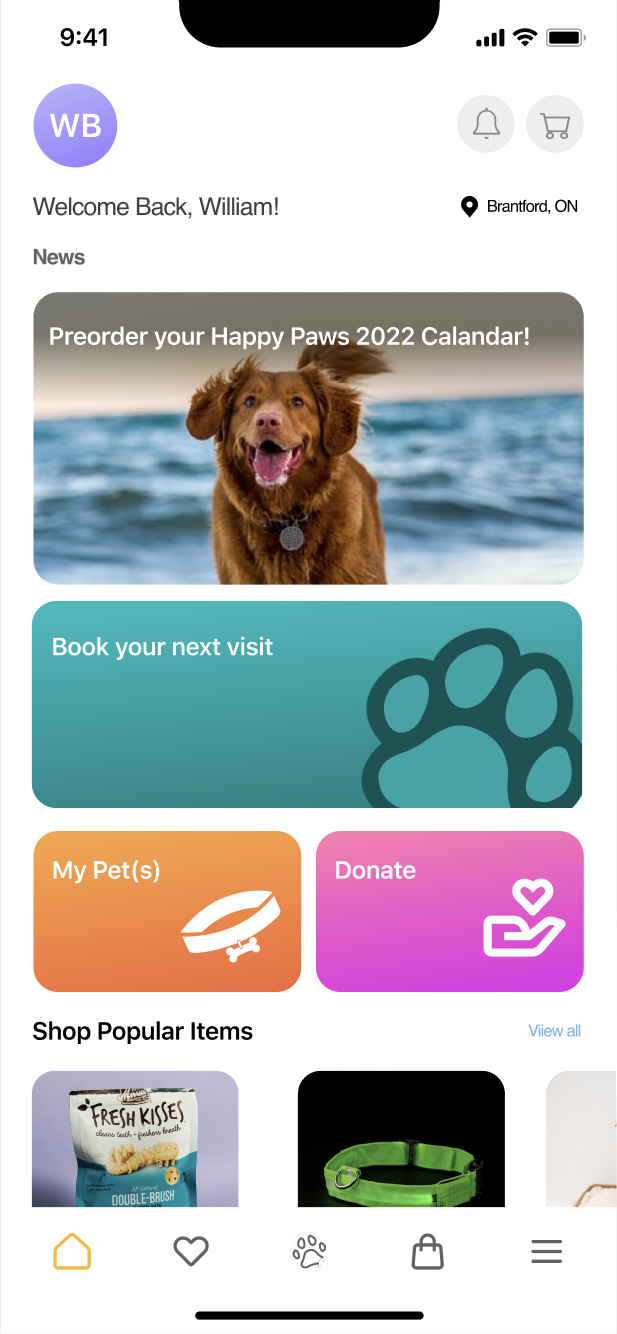 9:41
WB
Welcome Back, William!
Brantford, ON
News
Preorder your Happy Paws 2022 Calandar!
Book your next visit
My Pet(s)
Donate
Shop Popular Items
Viiew all
FRESH KISSES
cleans teeth + freshens breath
All Natural
DOUBLE-BRUSH